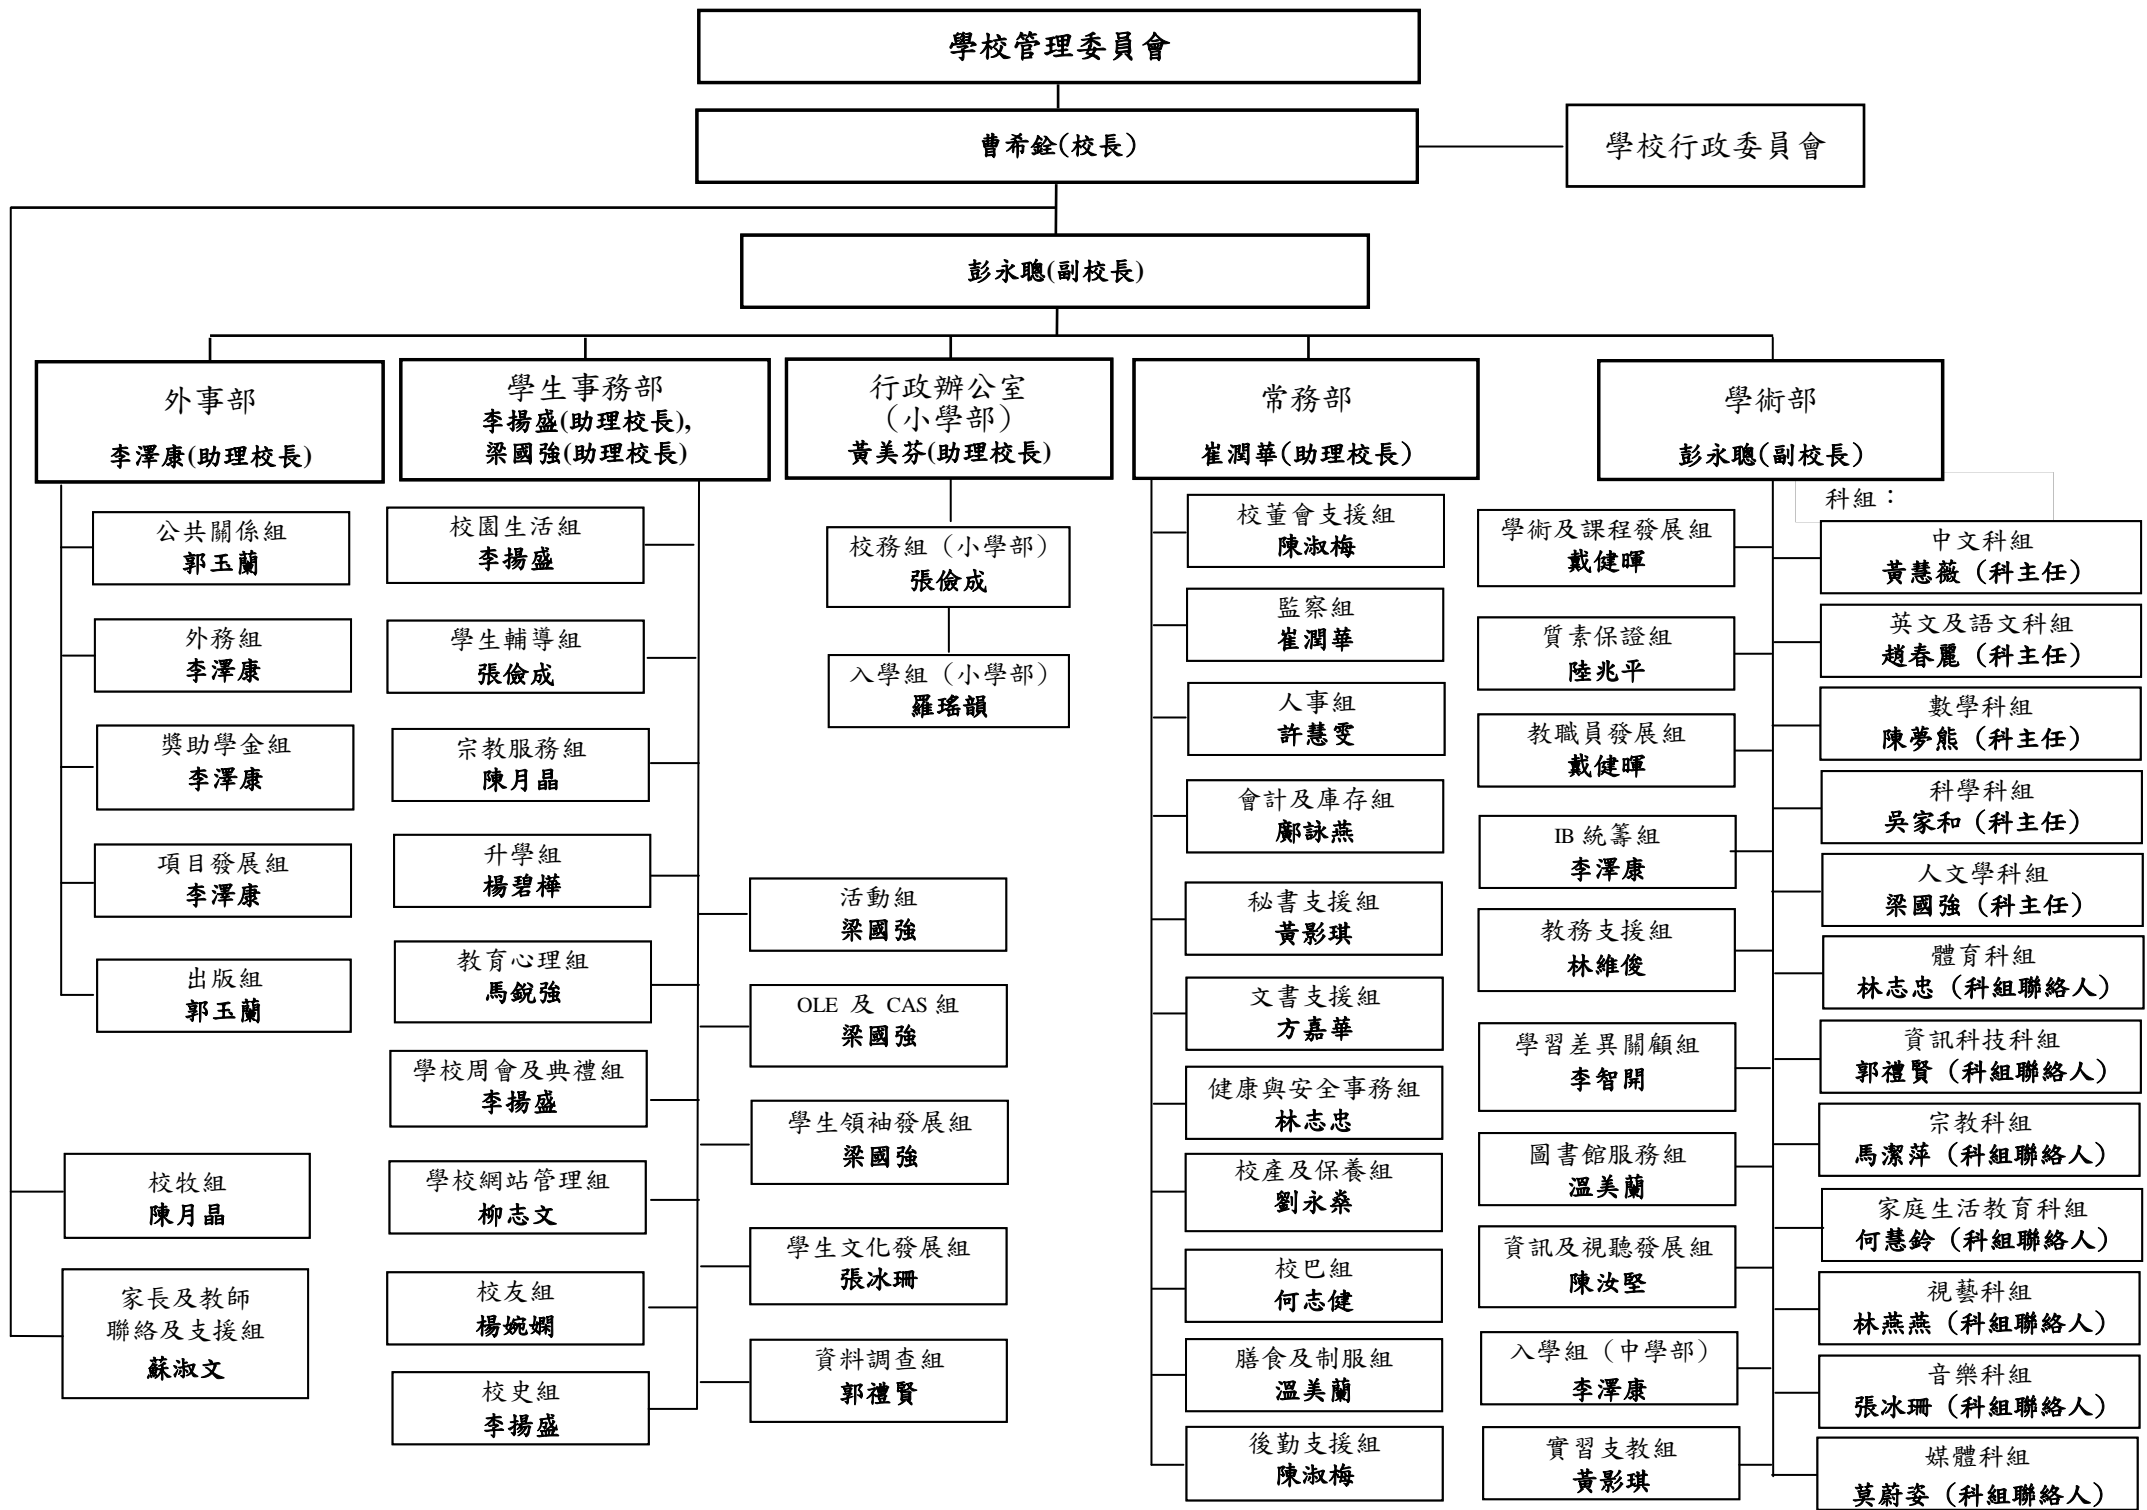 學校管理委員會
曹希銓(校長)
學校行政委員會
彭永聰(副校長)
外事部
李澤康(助理校長)
學生事務部
李揚盛(助理校長),
梁國強(助理校長)
行政辦公室
（小學部）
黃美芬(助理校長)
常務部
崔潤華(助理校長)
學術部
彭永聰(副校長)
公共關係組
郭玉蘭
外務組
李澤康
獎助學金組
李澤康
項目發展組
李澤康
出版組
郭玉蘭
校牧組
陳月晶
家長及教師
聯絡及支援組
蘇淑文
校園生活組
李揚盛
學生輔導組
張儉成
宗教服務組
陳月晶
升學組
楊碧樺
教育心理組
馬銳強
學校周會及典禮組
李揚盛
學校網站管理組
柳志文
校友組
楊婉嫻
校史組
李揚盛
活動組
梁國強
OLE 及 CAS 組
梁國強
學生領袖發展組
梁國強
學生文化發展組
張冰珊
資料調查組
郭禮賢
校務組（小學部）
張儉成
入學組（小學部）
羅瑤韻
校董會支援組
陳淑梅
監察組
崔潤華
人事組
許慧雯
會計及庫存組
鄺詠燕
秘書支援組
黃影琪
文書支援組
方嘉華
健康與安全事務組
林志忠
校產及保養組
劉永燊
校巴組
何志健
膳食及制服組
溫美蘭
後勤支援組
陳淑梅
學術及課程發展組
戴健暉
質素保證組
陸兆平
教職員發展組
戴健暉
IB 統籌組
李澤康
教務支援組
林維俊
學習差異關顧組
李智開
圖書館服務組
溫美蘭
資訊及視聽發展組
陳汝堅
入學組（中學部）
李澤康
實習支教組
黃影琪
科組：
中文科組
黃慧薇（科主任）
英文及語文科組
趙春麗（科主任）
數學科組
陳夢熊（科主任）
科學科組
吳家和（科主任）
人文學科組
梁國強（科主任）
體育科組
林志忠（科組聯絡人）
資訊科技科組
郭禮賢（科組聯絡人）
宗教科組
馬潔萍（科組聯絡人）
家庭生活教育科組
何慧鈴（科組聯絡人）
視藝科組
林燕燕（科組聯絡人）
音樂科組
張冰珊（科組聯絡人）
媒體科組
莫蔚姿（科組聯絡人）